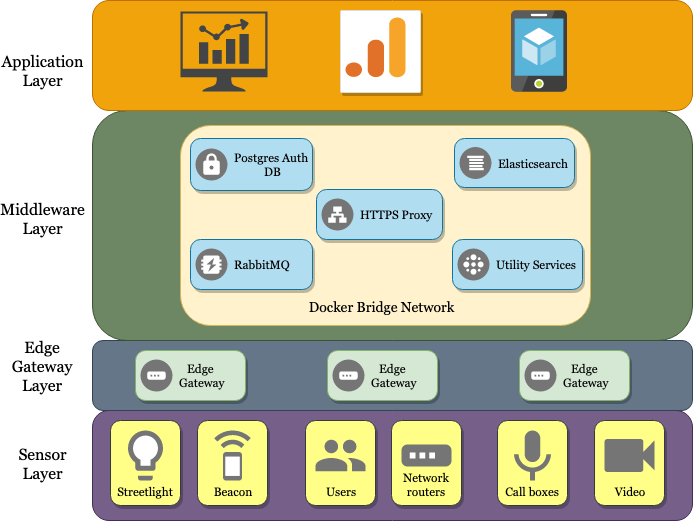 Application
Layer
Middleware
Layer
Postgres Auth
DB
Elasticsearch
HTTPS Proxy
RabbitMQ
Utility Services
Docker Bridge Network
Edge
Gateway
Layer
Edge
Gateway
Edge
Gateway
Edge
Gateway
Sensor
Layer
Streetlight
Beacon
Users
Network
routers
Call boxes
Video